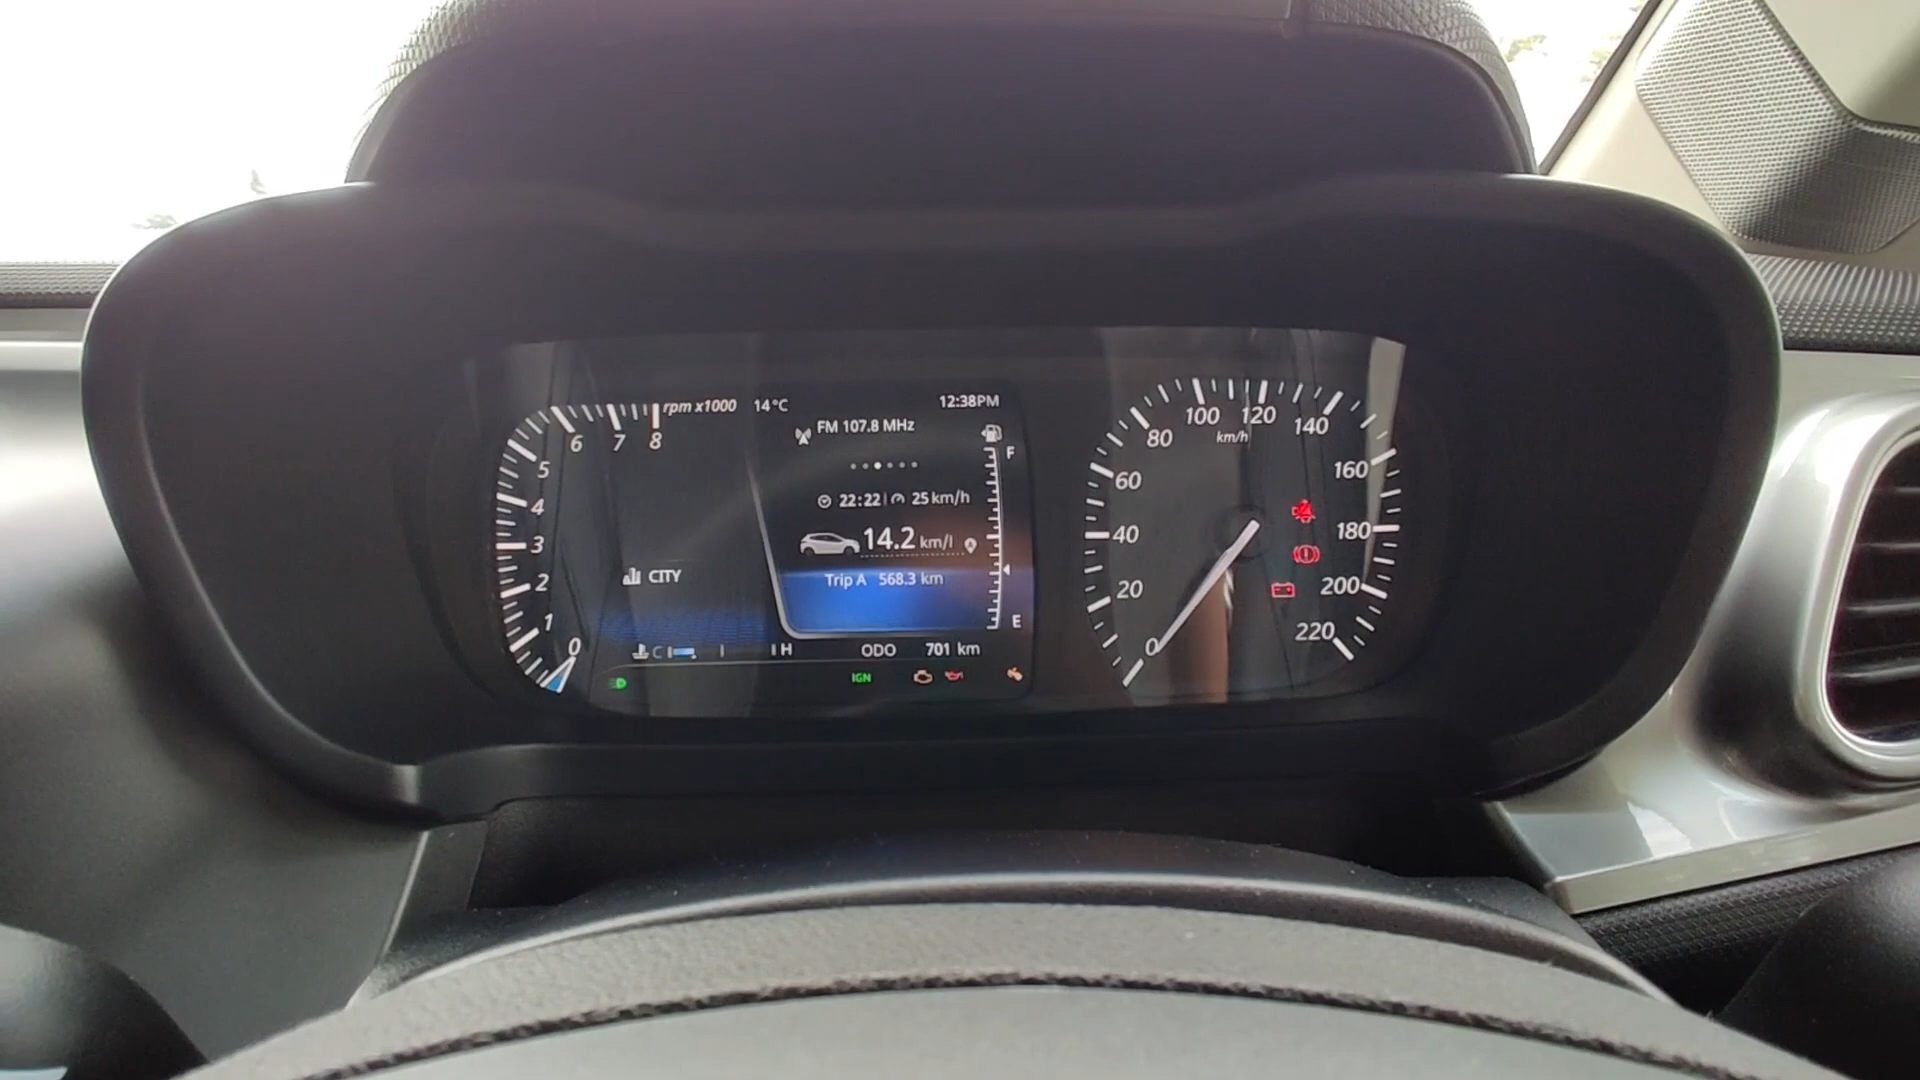 rpm x1000
14°C
12:38PM
FM 107.8 MHz
22:22 25 km/h
14.2 km/l
A
Trip A 568.3 km
CITY
C H
ODO 701 km
IGN
F
E
8
7
6
5
4
3
2
1
0
km/h
0
20
40
60
80
100
120
140
160
180
200
220